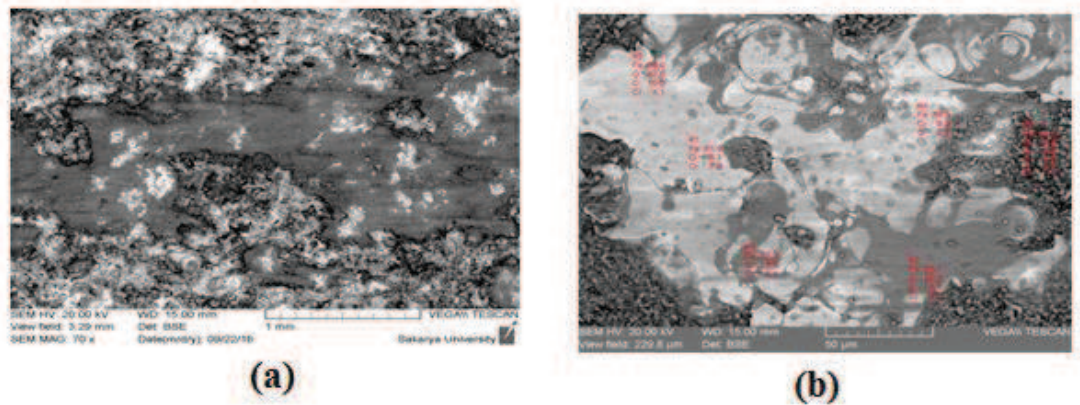 SEM HV: 20.00 kV WD: 15.00 mm VEGA\\ TESCAN
View field: 3.29 mm Det: BSE 1 mm
SEM MAG: 70 x Date(m/d/y): 09/22/16 Sakarya University
(a)
SEM HV: 20.00 kV WD: 15.00 mm VEGA\\ TESCAN
View field: 229.8 µm Det: BSE 50 µm
(b)